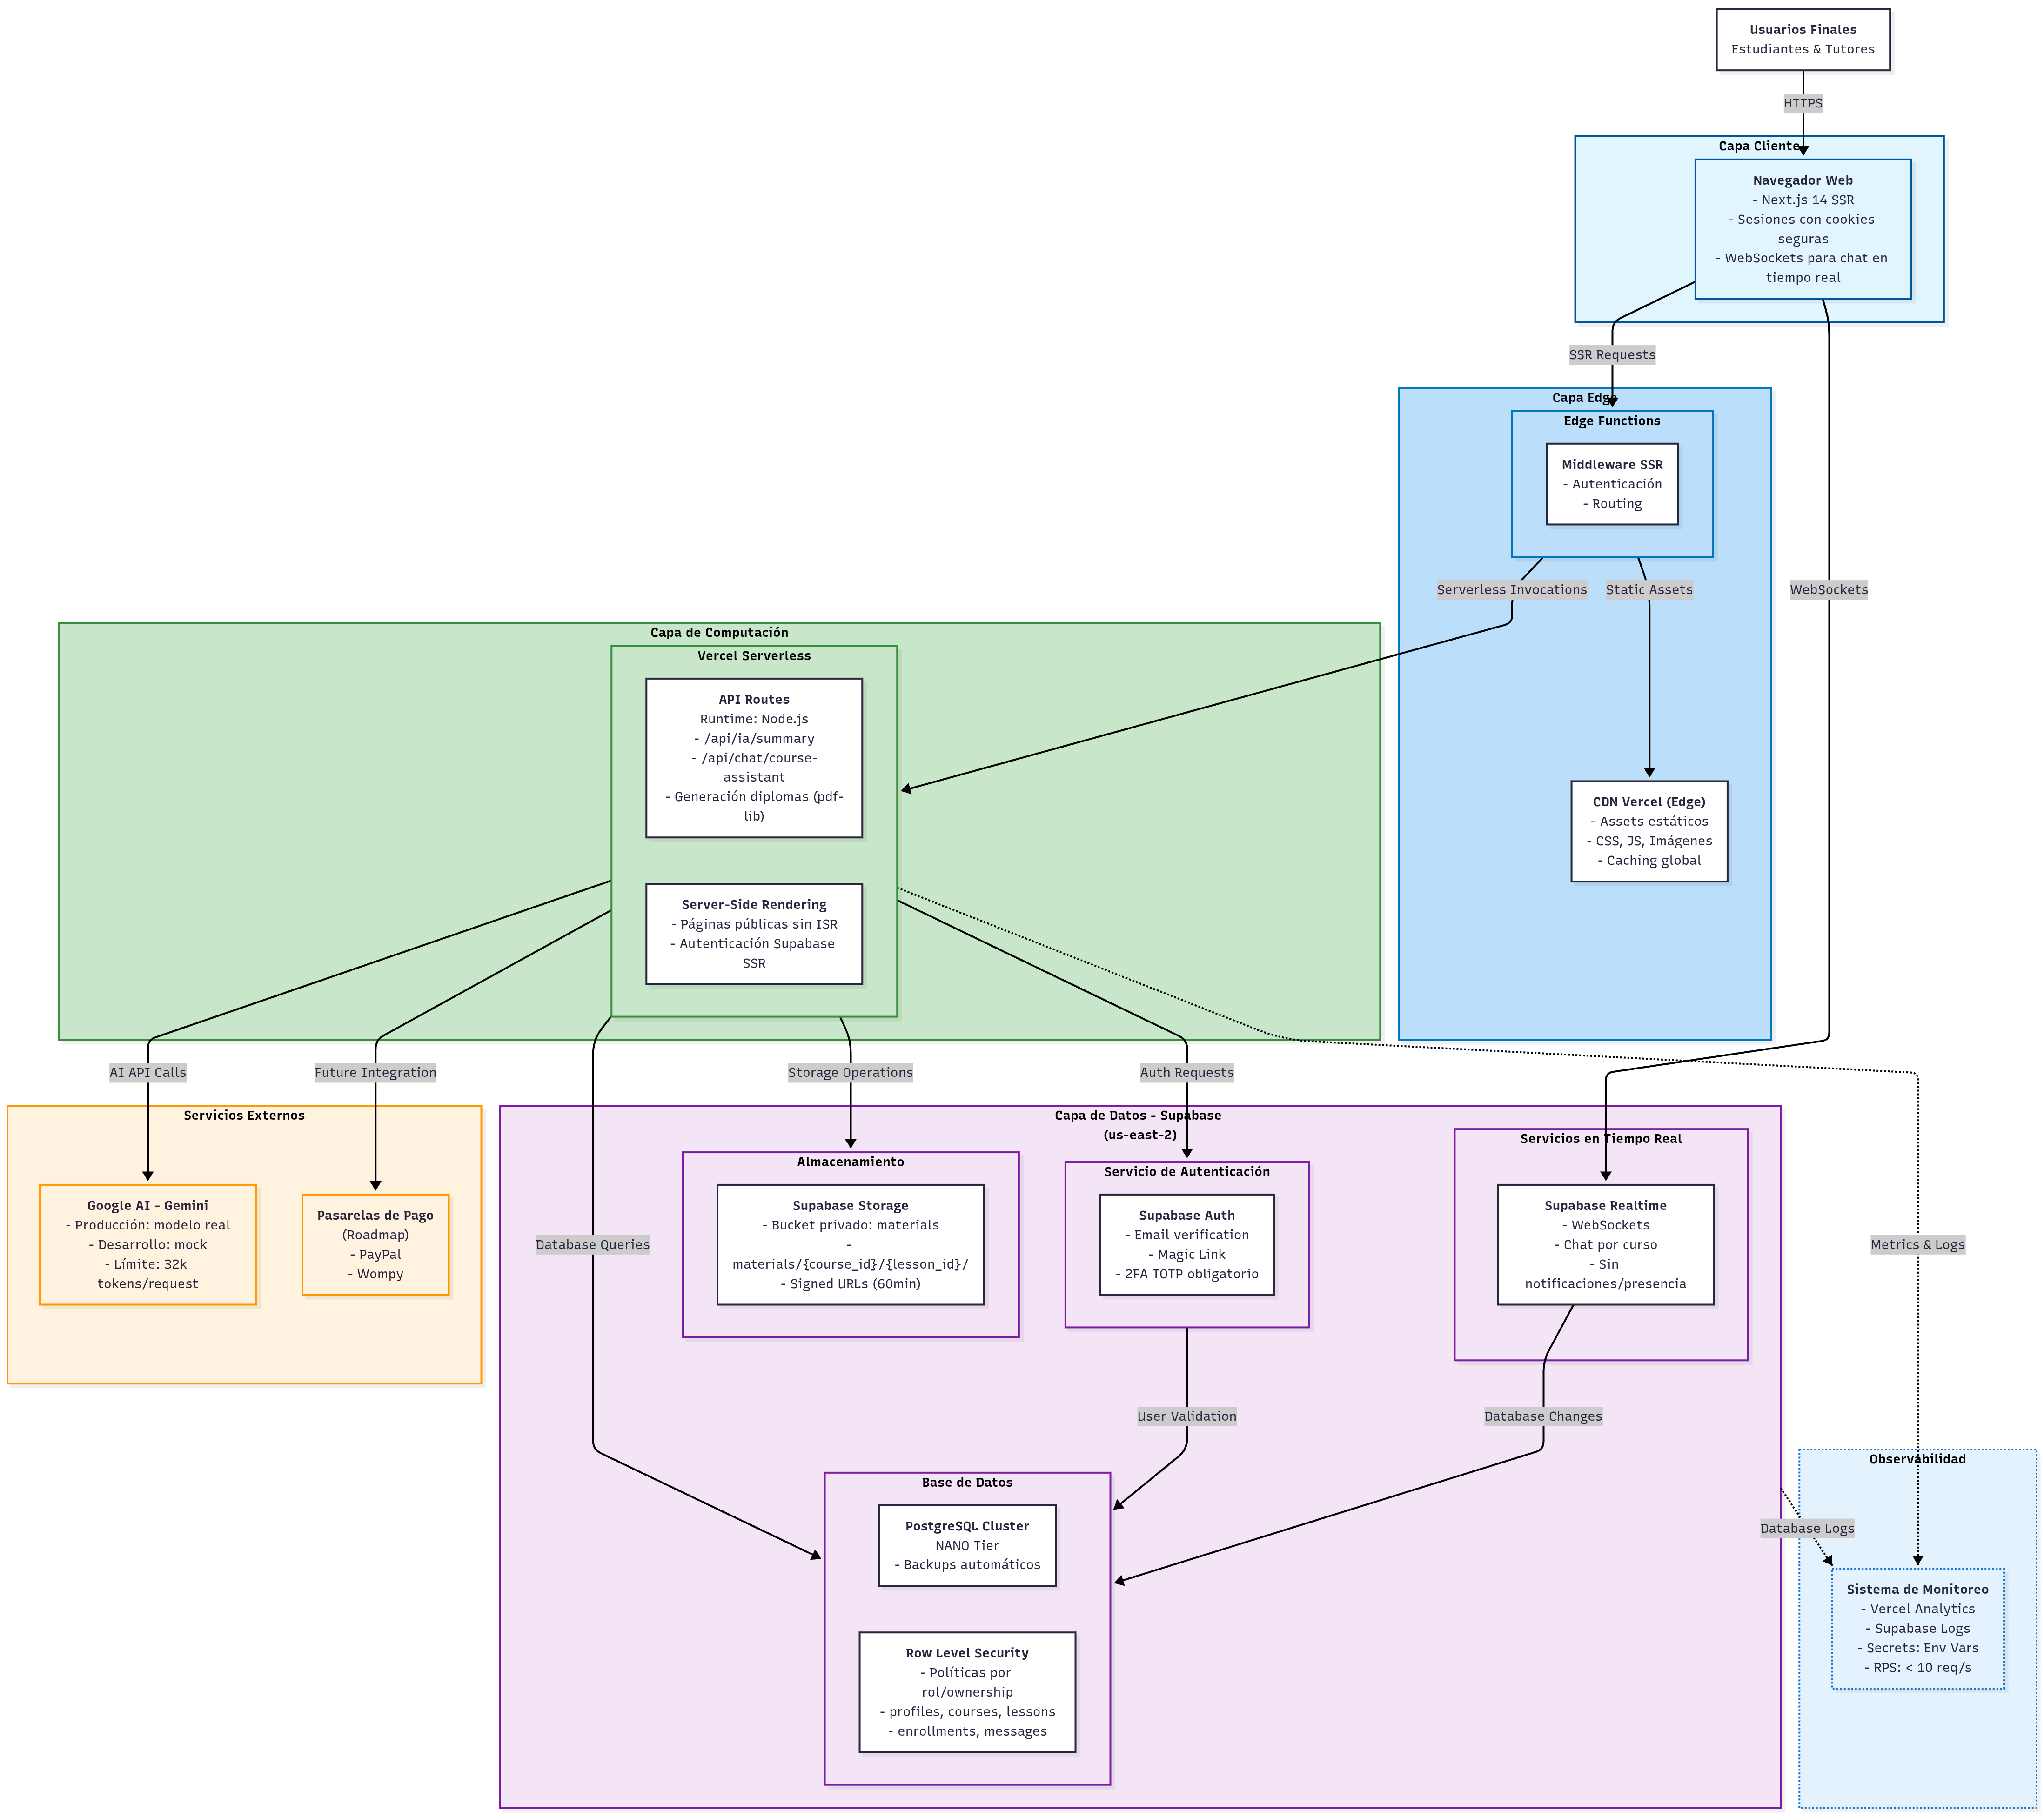 Usuarios Finales
Estudiantes & Tutores
HTTPS
Capa Cliente
Navegador Web
- Next.js 14 SSR
- Sesiones con cookies
seguras
- WebSockets para chat en
tiempo real
SSR Requests
Capa Edge
Edge Functions
Middleware SSR
- Autenticación
- Routing
Serverless Invocations
Static Assets
WebSockets
Capa de Computación
Vercel Serverless
API Routes
Runtime: Node.js
- /api/ia/summary
- /api/chat/course-
assistant
- Generación diplomas (pdf-
lib)
CDN Vercel (Edge)
- Assets estáticos
- CSS, JS, Imágenes
- Caching global
Server-Side Rendering
- Páginas públicas sin ISR
- Autenticación Supabase
SSR
AI API Calls
Future Integration
Storage Operations
Auth Requests
Servicios Externos
Google AI - Gemini
- Producción: modelo real
- Desarrollo: mock
- Límite: 32k
tokens/request
Pasarelas de Pago
(Roadmap)
- PayPal
- Wompy
Capa de Datos - Supabase
(us-east-2)
Database Queries
Almacenamiento
Supabase Storage
- Bucket privado: materials
-
materials/{course_id}/{lesson_id}/
- Signed URLs (60min)
Servicio de Autenticación
Supabase Auth
- Email verification
- Magic Link
- 2FA TOTP obligatorio
Servicios en Tiempo Real
Supabase Realtime
- WebSockets
- Chat por curso
- Sin
notificaciones/presencia
Metrics & Logs
User Validation
Database Changes
Base de Datos
PostgreSQL Cluster
NANO Tier
- Backups automáticos
Row Level Security
- Políticas por
rol/ownership
- profiles, courses, lessons
- enrollments, messages
Database Logs
Observabilidad
Sistema de Monitoreo
- Vercel Analytics
- Supabase Logs
- Secrets: Env Vars
- RPS: < 10 req/s